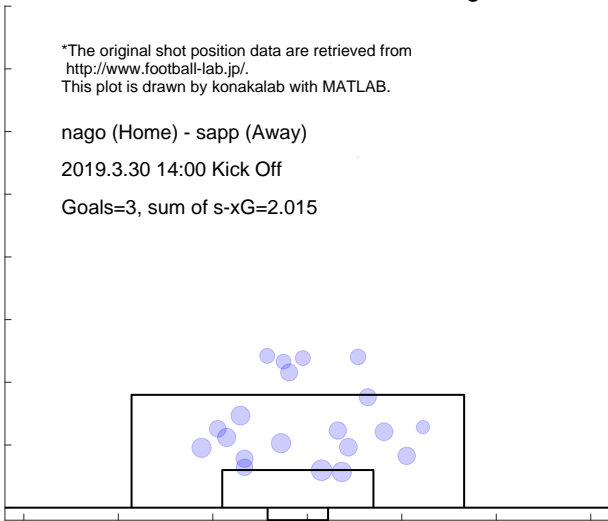 *The original shot position data are retrieved from
http://www.football-lab.jp/.
This plot is drawn by konakalab with MATLAB.
nago (Home) - sapp (Away)
2019.3.30 14:00 Kick Off
Goals=3, sum of s-xG=2.015